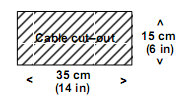 Cable cut–out
15 cm
(6 in)
35 cm
(14 in)